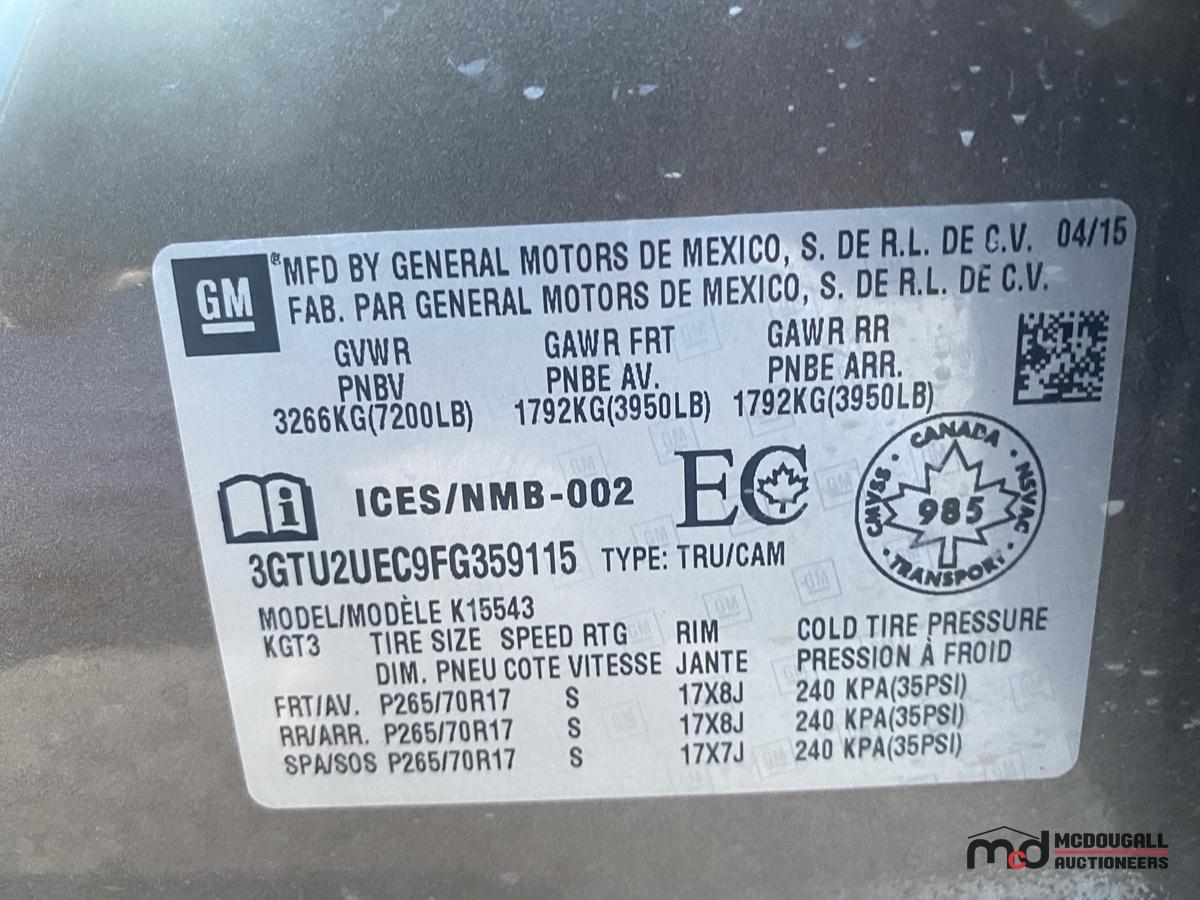 GM
®MFD BY GENERAL MOTORS DE MEXICO, S. DE R.L. DE C.V. 04/15
FAB. PAR GENERAL MOTORS DE MEXICO, S. DE R.L. DE C.V.
GVWR GAWR FRT GAWR RR
PNBV PNBE AV. PNBE ARR.
3266KG(7200LB) 1792KG(3950LB) 1792KG(3950LB)
ICES/NMB-002 EC
CANADA
CMVSS 985 NSVAC
TRANSPORT
3GTU2UEC9FG359115 TYPE: TRU/CAM
MODEL/MODÈLE K15543
KGT3 TIRE SIZE SPEED RTG RIM COLD TIRE PRESSURE
DIM. PNEU COTE VITESSE JANTE PRESSION À FROID
FRT/AV. P265/70R17 S 17X8J 240 KPA(35PSI)
RR/ARR. P265/70R17 S 17X8J 240 KPA(35PSI)
SPA/SOS P265/70R17 S 17X7J 240 KPA(35PSI)
mcd MCDOUGALL
AUCTIONEERS